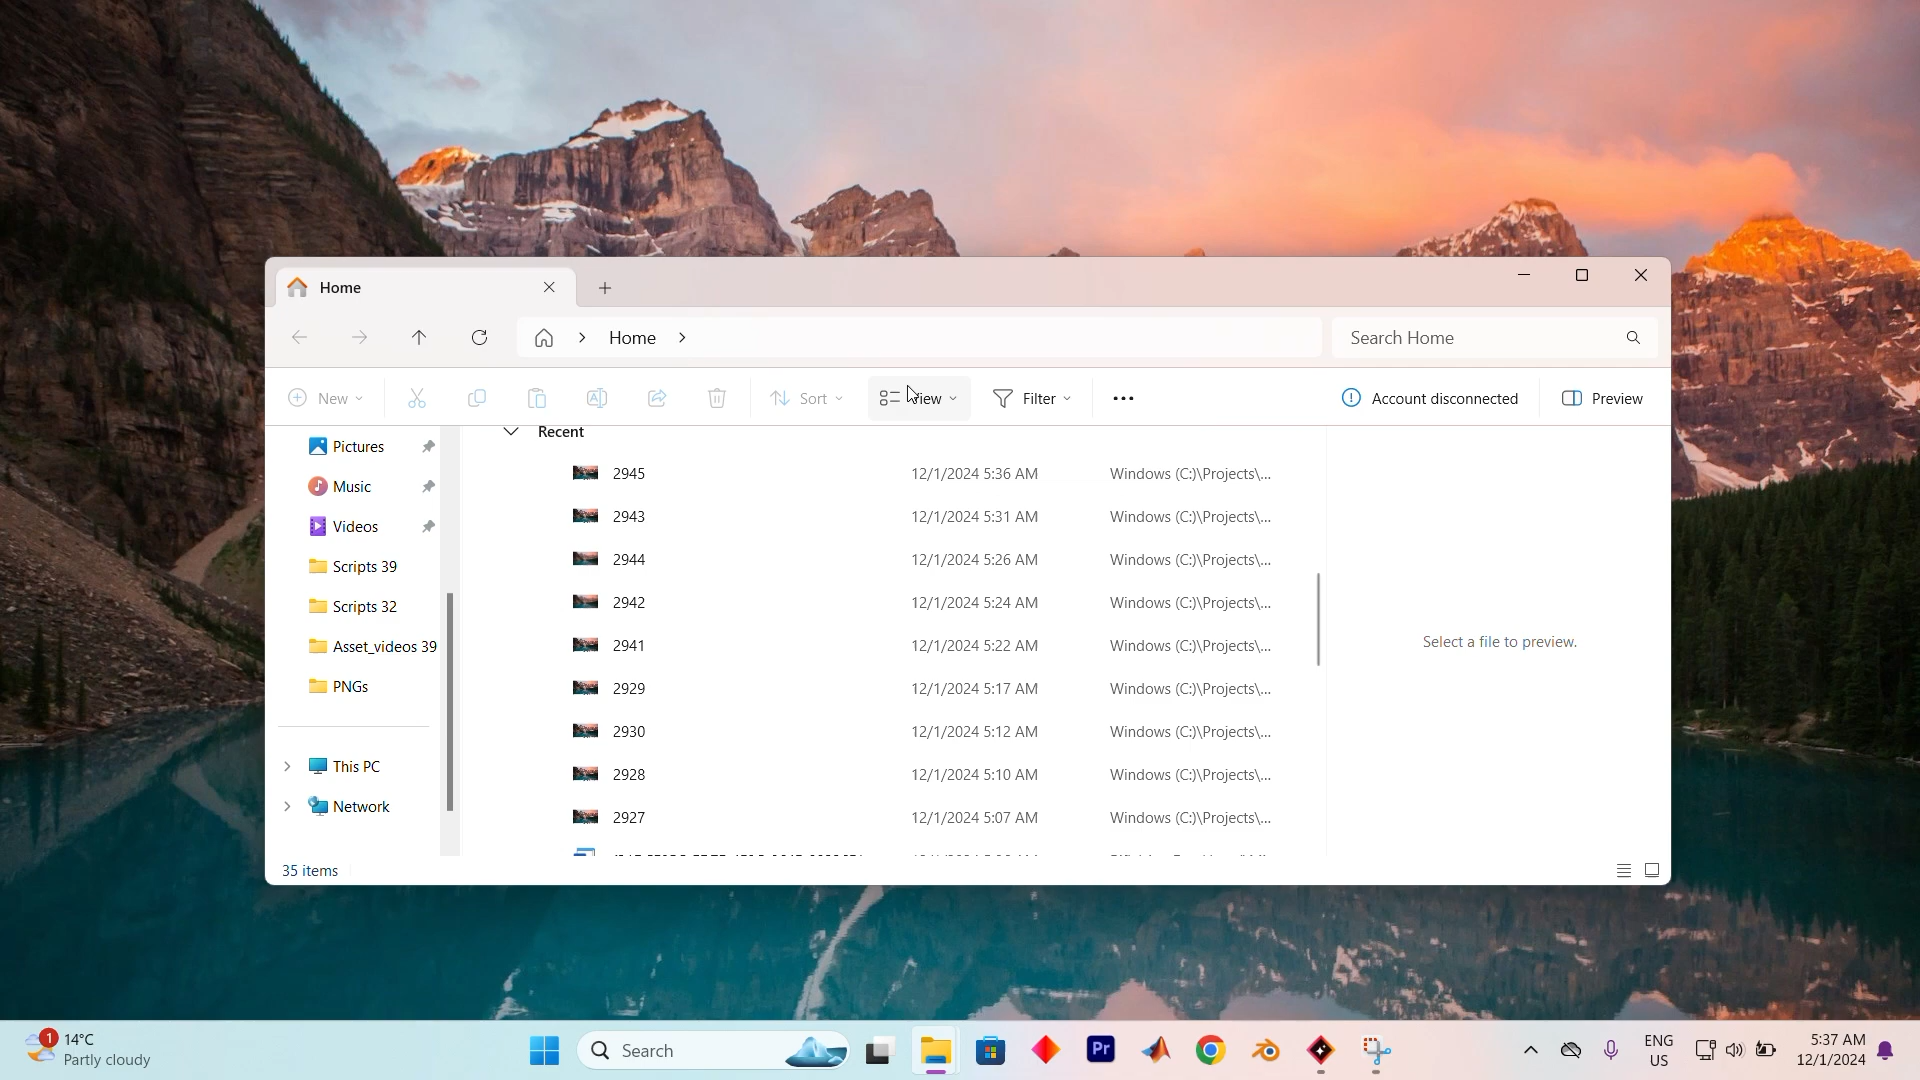 Home
Home
Search Home
New
Sort
View
Filter
Account disconnected
Preview
Pictures
Music
Videos
Scripts 39
Scripts 32
Asset_videos 39
PNGs
This PC
Network
Recent
2945 12/1/2024 5:36 AM Windows (C:)\Projects\...
2943 12/1/2024 5:31 AM Windows (C:)\Projects\...
2944 12/1/2024 5:26 AM Windows (C:)\Projects\...
2942 12/1/2024 5:24 AM Windows (C:)\Projects\...
2941 12/1/2024 5:22 AM Windows (C:)\Projects\...
2929 12/1/2024 5:17 AM Windows (C:)\Projects\...
2930 12/1/2024 5:12 AM Windows (C:)\Projects\...
2928 12/1/2024 5:10 AM Windows (C:)\Projects\...
2927 12/1/2024 5:07 AM Windows (C:)\Projects\...
Select a file to preview.
35 items
1
14°C
Partly cloudy
Search
Pr
ENG
US
5:37 AM
12/1/2024